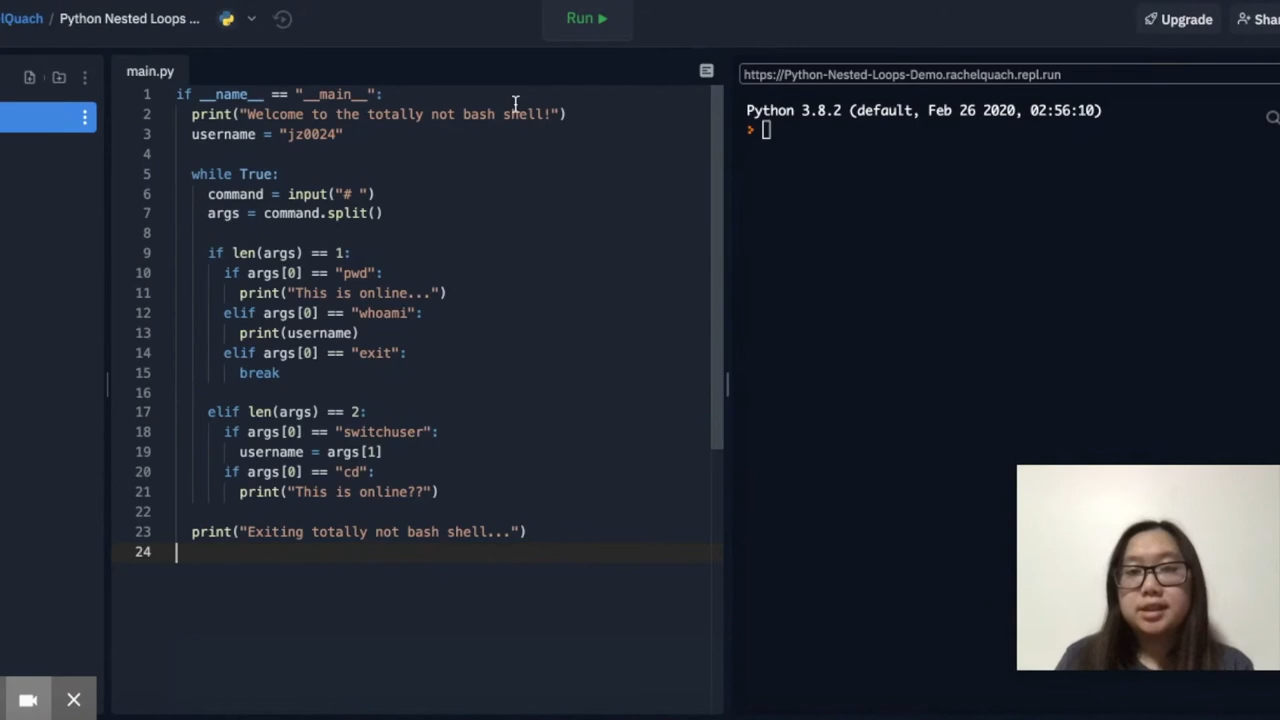 elQuach / Python Nested Loops ...
Run
Upgrade
Shar
main.py
https://Python-Nested-Loops-Demo.rachelquach.repl.run
Python 3.8.2 (default, Feb 26 2020, 02:56:10)
1 if __name__ == "__main__":
2 print("Welcome to the totally not bash shell!")
3 username = "jz0024"
4
5 while True:
6 command = input("# ")
7 args = command.split()
8
9 if len(args) == 1:
10 if args[0] == "pwd":
11 print("This is online...")
12 elif args[0] == "whoami":
13 print(username)
14 elif args[0] == "exit":
15 break
16
17 elif len(args) == 2:
18 if args[0] == "switchuser":
19 username = args[1]
20 if args[0] == "cd":
21 print("This is online??")
22
23 print("Exiting totally not bash shell...")
24